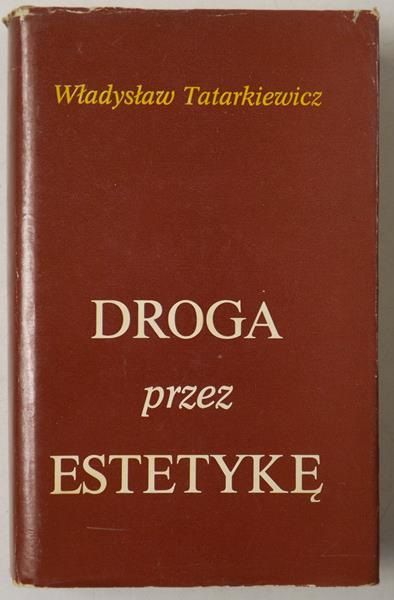 Władysław Tatarkiewicz
DROGA
przez
ESTETYKĘ